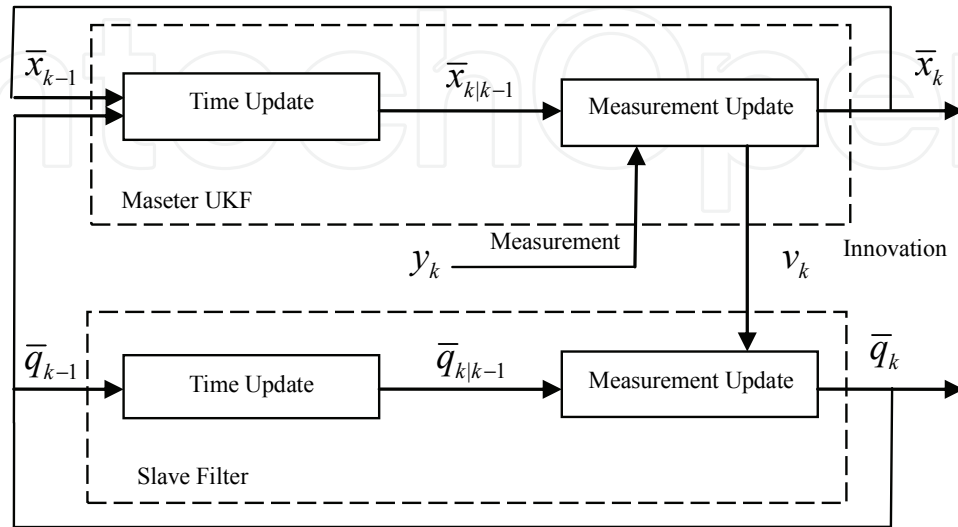 x̄ₖ₋₁
Time Update
x̄ₖ|ₖ₋₁
Measurement Update
x̄ₖ
Maseter UKF
Measurement
yₖ
vₖ
Innovation
q̄ₖ₋₁
Time Update
q̄ₖ|ₖ₋₁
Measurement Update
q̄ₖ
Slave Filter